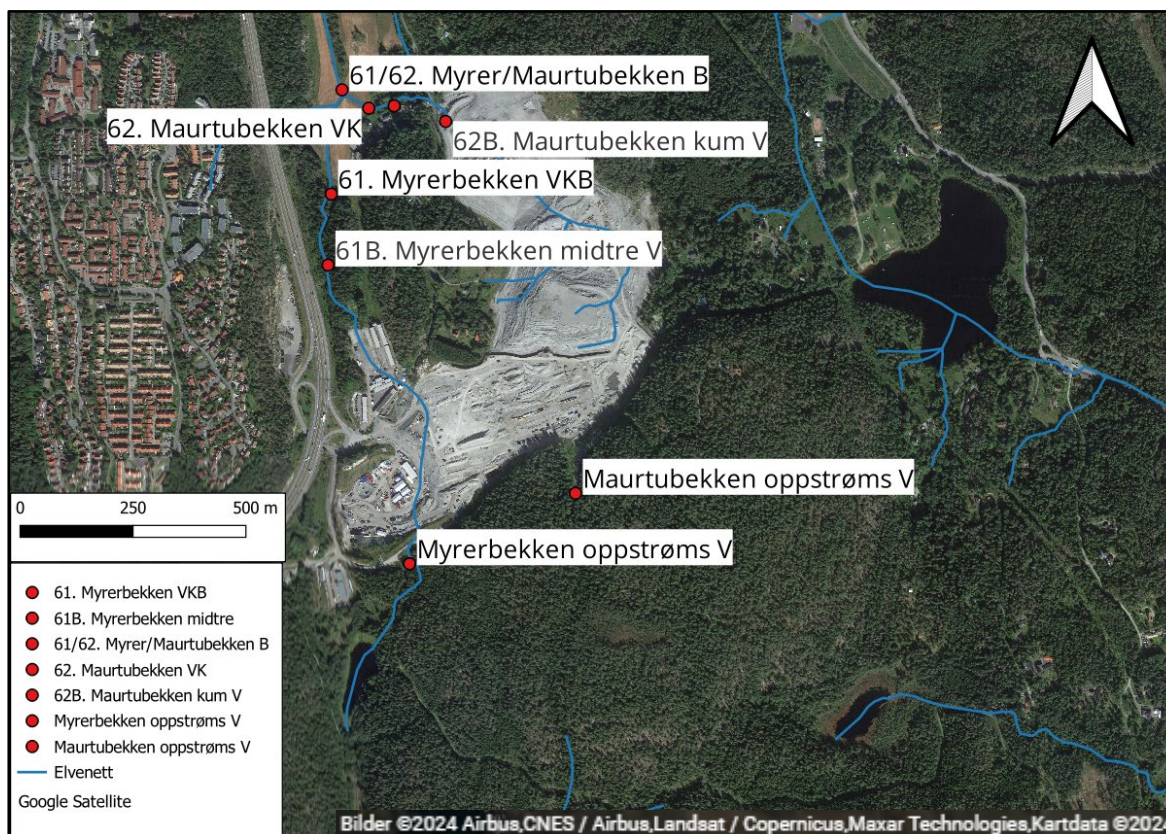 61/62. Myrer/Maurtubekken B
62. Maurtubekken VK
62B. Maurtubekken kum V
61. Myrerbekken VKB
61B. Myrerbekken midtre V
Maurtubekken oppstrøms V
Myrerbekken oppstrøms V
0 250 500 m
61. Myrerbekken VKB
61B. Myrerbekken midtre
61/62. Myrer/Maurtubekken B
62. Maurtubekken VK
62B. Maurtubekken kum V
Myrerbekken oppstrøms V
Maurtubekken oppstrøms V
Elvenett
Google Satellite
Bilder ©2024 Airbus,CNES / Airbus,Landsat / Copernicus,Maxar Technologies,Kartdata ©202